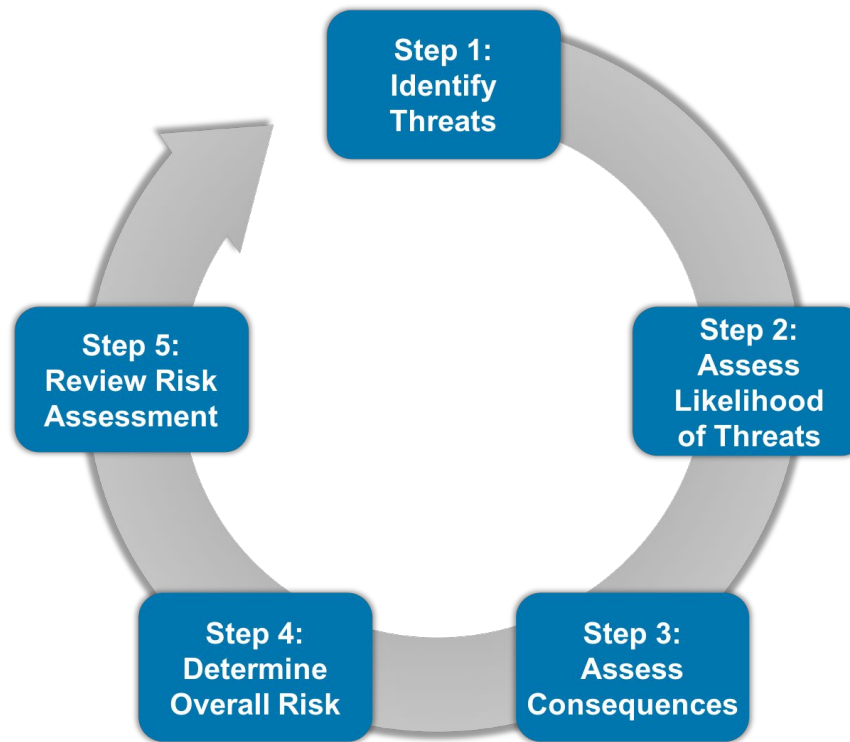 Step 1:
Identify
Threats
Step 2:
Assess
Likelihood
of Threats
Step 3:
Assess
Consequences
Step 4:
Determine
Overall Risk
Step 5:
Review Risk
Assessment